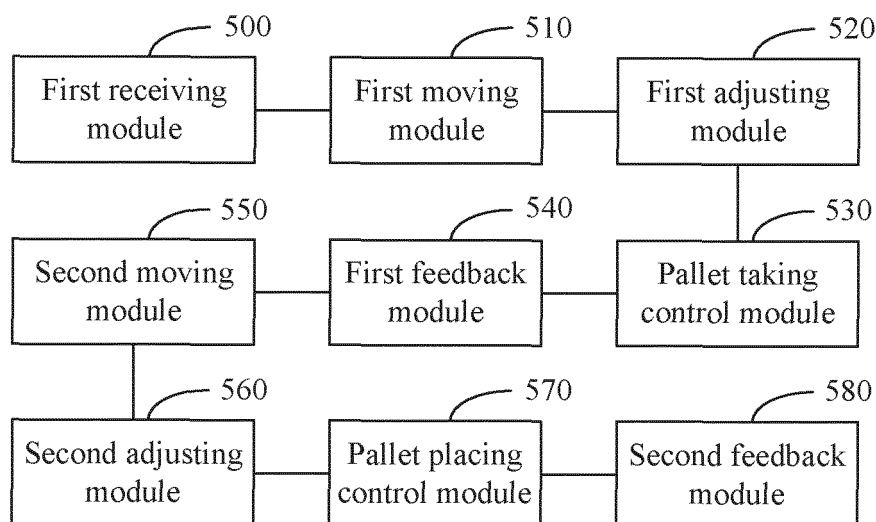 500
510
520
First receiving
module
First moving
module
First adjusting
module
550
540
530
Second moving
module
First feedback
module
Pallet taking
control module
560
570
580
Second adjusting
module
Pallet placing
control module
Second feedback
module